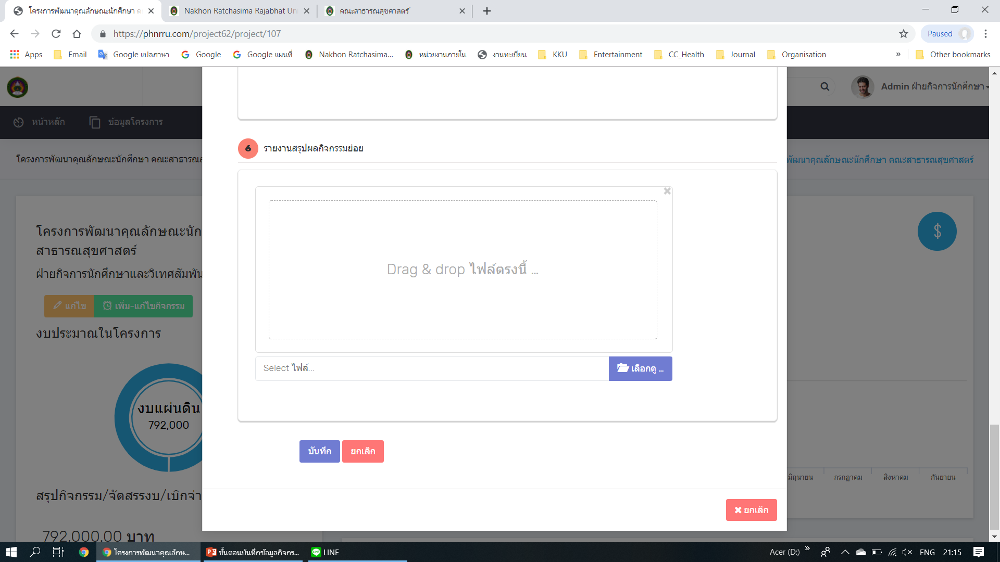 โครงการพัฒนาคุณลักษณะนักศึกษา ค
Nakhon Ratchasima Rajabhat Un
คณะสาธารณสุขศาสตร์
https://phnrru.com/project62/project/107
Paused
Apps
Email
Google แปลภาษา
Google
Google แผนที่
Nakhon Ratchasima...
หน่วยงานภายใน
งานทะเบียน
KKU
Entertainment
CC_Health
Journal
Organisation
»
Other bookmarks
Admin ฝ่ายกิจการนักศึกษา
หน้าหลัก
ข้อมูลโครงการ
6 รายงานสรุปผลกิจกรรมย่อย
โครงการพัฒนาคุณลักษณะนักศึกษา คณะสาธารณส
พัฒนาคุณลักษณะนักศึกษา คณะสาธารณสุขศาสตร์
โครงการพัฒนาคุณลักษณะนัก
สาธารณสุขศาสตร์
ฝ่ายกิจการนักศึกษาและวิเทศสัมพัน
Drag & drop ไฟล์ตรงนี้ ...
แก้ไข
เพิ่ม-แก้ไขกิจกรรม
งบประมาณในโครงการ
Select ไฟล์...
เลือกดู ...
งบแผ่นดิน
792,000
บันทึก
ยกเลิก
มิถุนายน
กรกฏาคม
สิงหาคม
กันยายน
สรุปกิจกรรม/จัดสรรงบ/เบิกจ่า
ยกเลิก
792,000.00 บาท
โครงการพัฒนาคุณลักษ...
ขั้นตอนบันทึกข้อมูลกิจกร...
LINE
Acer (D:)
»
ENG
21:15